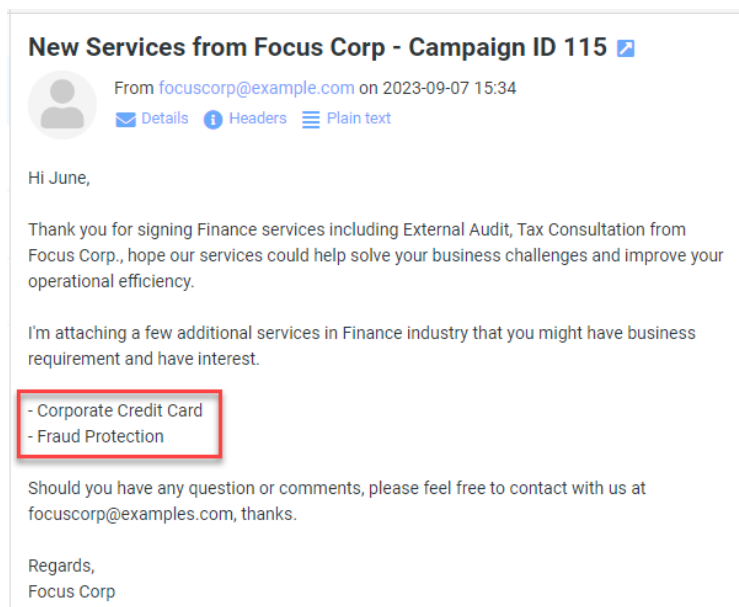 New Services from Focus Corp - Campaign ID 115
From focuscorp@example.com on 2023-09-07 15:34
Details Headers Plain text
Hi June,
Thank you for signing Finance services including External Audit, Tax Consultation from
Focus Corp., hope our services could help solve your business challenges and improve your
operational efficiency.
I'm attaching a few additional services in Finance industry that you might have business
requirement and have interest.
- Corporate Credit Card
- Fraud Protection
Should you have any question or comments, please feel free to contact with us at
focuscorp@examples.com, thanks.
Regards,
Focus Corp